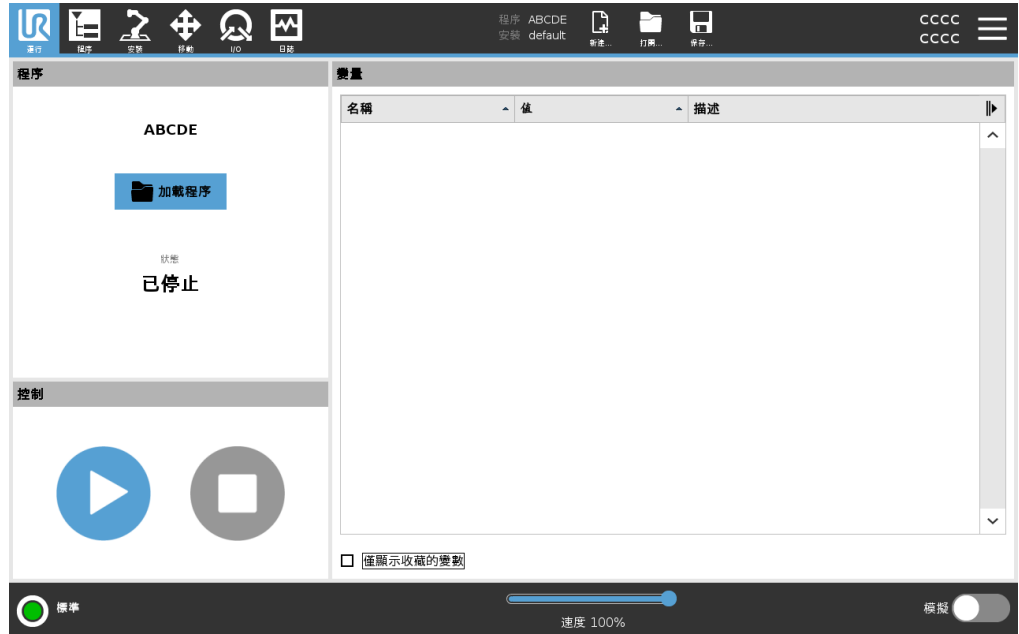 運行
程序
安裝
移動
I/O
日誌
程序 ABCDE
安裝 default
新建...
打開...
保存...
CCCC
CCCC
程序
ABCDE
加載程序
狀態
已停止
控制
變量
名稱
值
描述
僅顯示收藏的變數
標準
速度 100%
模擬